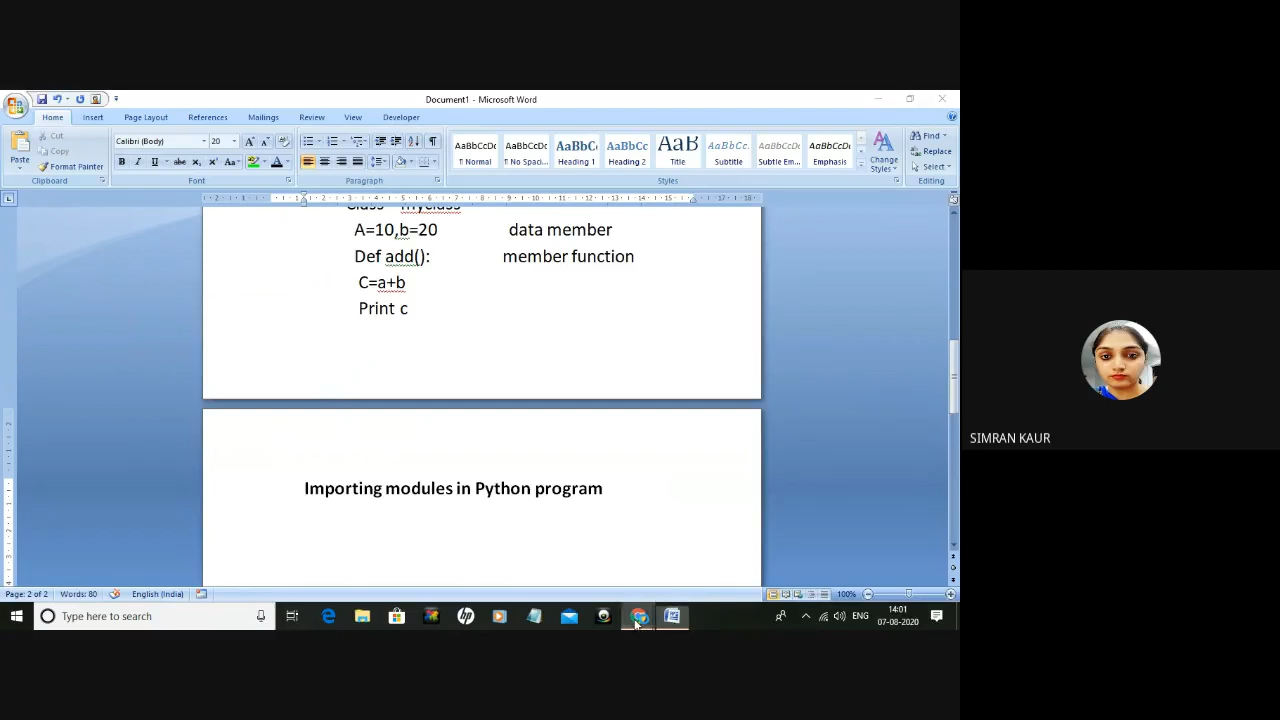 Document1 - Microsoft Word
Home Insert Page Layout References Mailings Review View Developer
Paste
Cut
Copy
Format Painter
Clipboard
Calibri (Body) 20
Font
Paragraph
AaBbCcDc AaBbCcDc AaBbC AaBbCc AaB AaBbCc. AaBbCcDc AaBbCcDc
¶ Normal ¶ No Spaci... Heading 1 Heading 2 Title Subtitle Subtle Em... Emphasis
Styles
Change Styles
Find
Replace
Select
Editing
Class myclass
A=10,b=20 data member
Def add(): member function
C=a+b
Print c
Importing modules in Python program
Page: 2 of 2 Words: 80 English (India) 100%
Type here to search
ENG
14:01
07-08-2020
SIMRAN KAUR